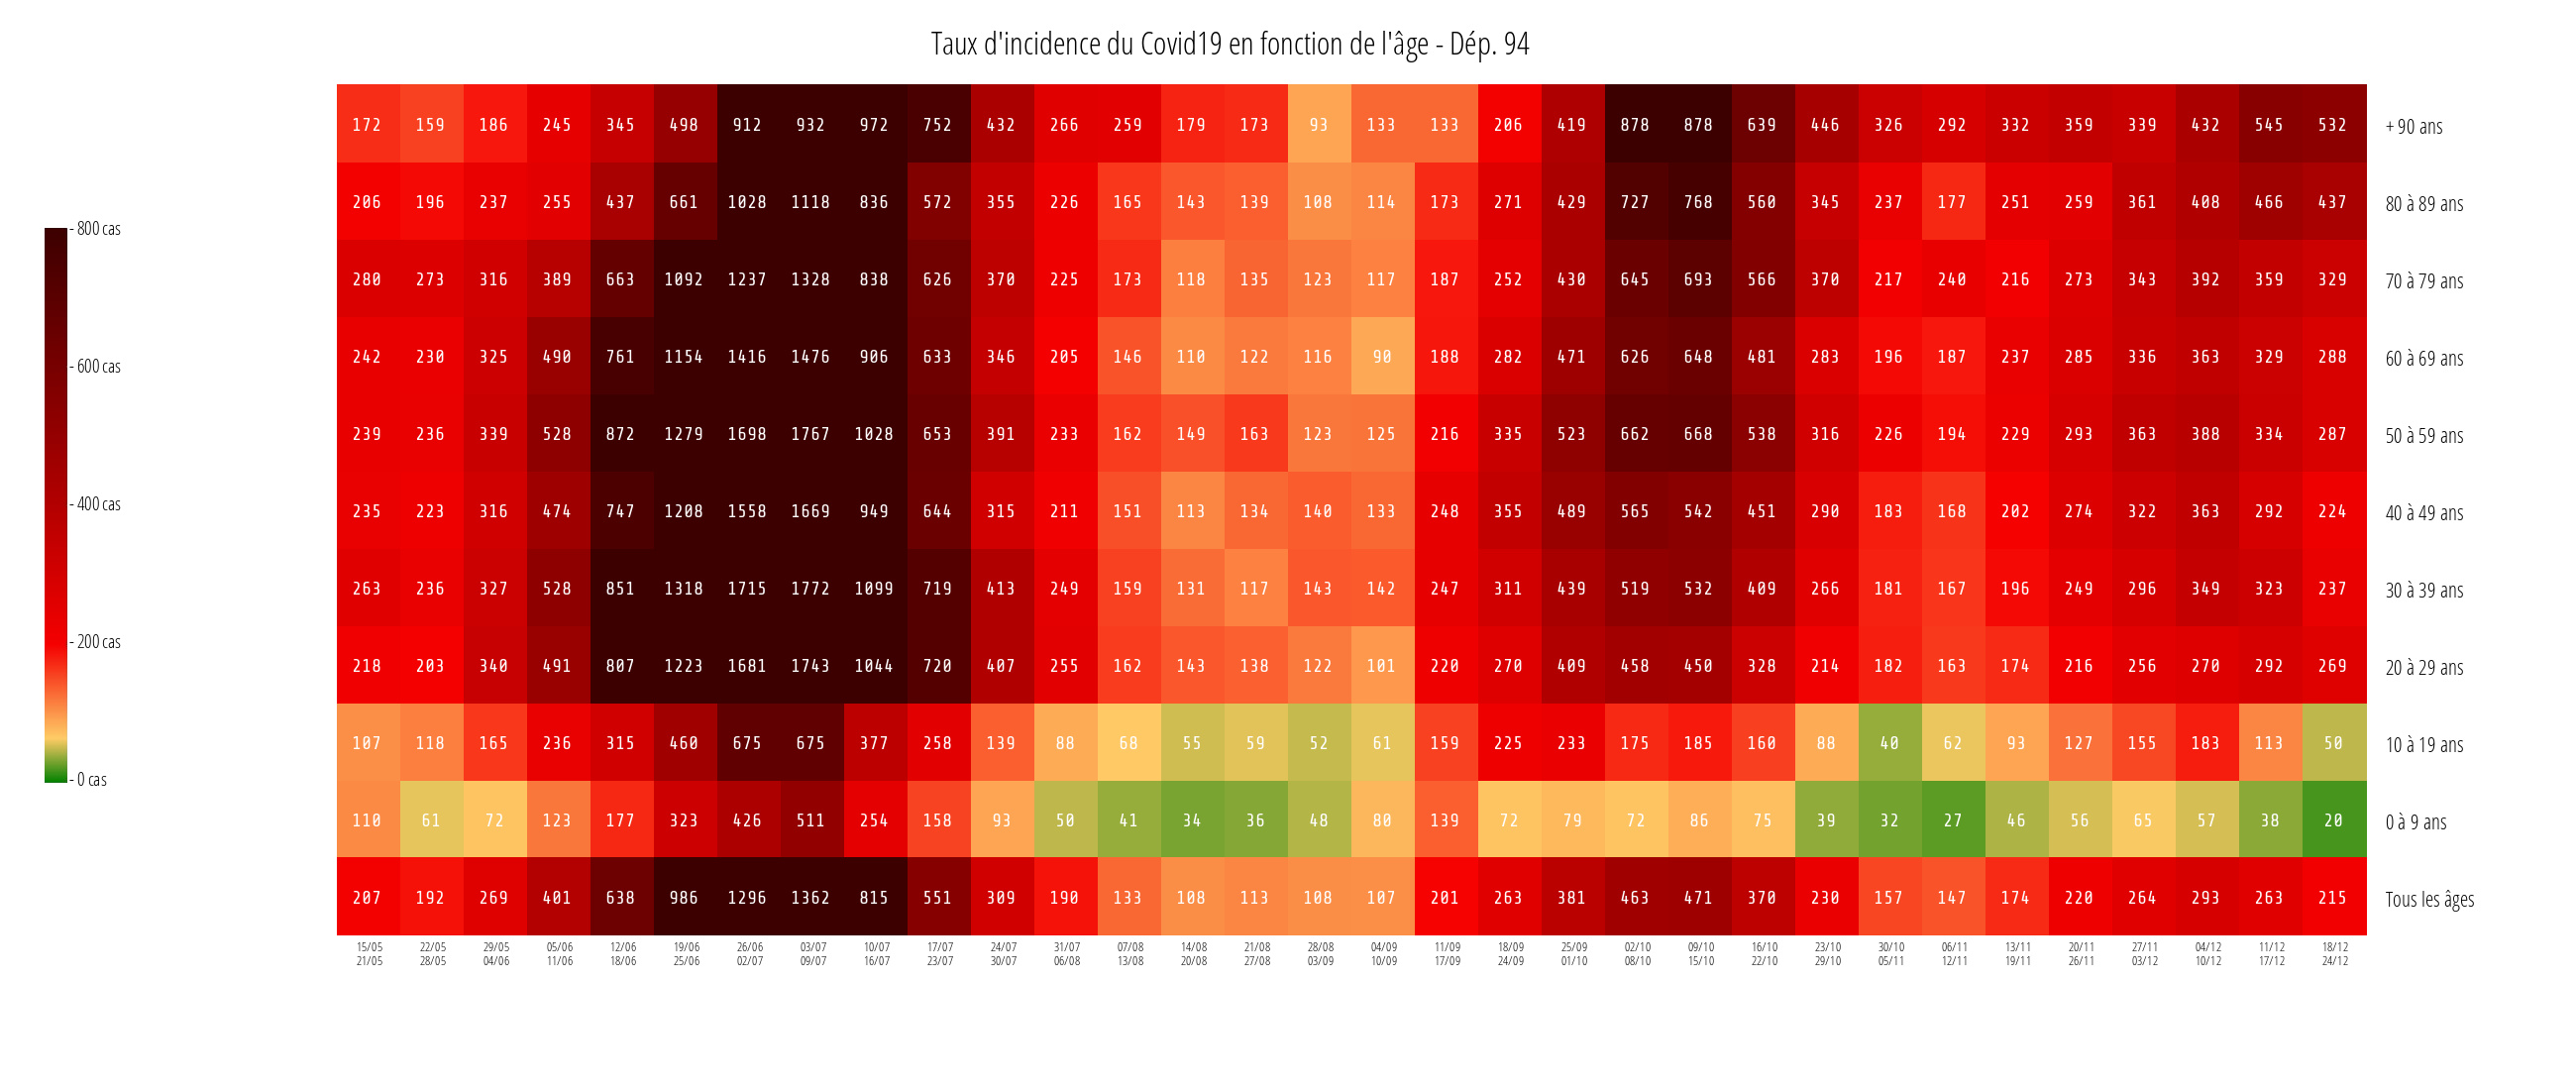 Taux d'incidence du Covid19 en fonction de l'âge - Dép. 94
- 800 cas
- 600 cas
- 400 cas
- 200 cas
- 0 cas
172 159 186 245 345 498 912 932 972 752 432 266 259 179 173 93 133 133 206 419 878 878 639 446 326 292 332 359 339 432 545 532 + 90 ans
206 196 237 255 437 661 1028 1118 836 572 355 226 165 143 139 108 114 173 271 429 727 768 560 345 237 177 251 259 361 408 466 437 80 à 89 ans
280 273 316 389 663 1092 1237 1328 838 626 370 225 173 118 135 123 117 187 252 430 645 693 566 370 217 240 216 273 343 392 359 329 70 à 79 ans
242 230 325 490 761 1154 1416 1476 906 633 346 205 146 110 122 116 90 188 282 471 626 648 481 283 196 187 237 285 336 363 329 288 60 à 69 ans
239 236 339 528 872 1279 1698 1767 1028 653 391 233 162 149 163 123 125 216 335 523 662 668 538 316 226 194 229 293 363 388 334 287 50 à 59 ans
235 223 316 474 747 1208 1558 1669 949 644 315 211 151 113 134 140 133 248 355 489 565 542 451 290 183 168 202 274 322 363 292 224 40 à 49 ans
263 236 327 528 851 1318 1715 1772 1099 719 413 249 159 131 117 143 142 247 311 439 519 532 409 266 181 167 196 249 296 349 323 237 30 à 39 ans
218 203 340 491 807 1223 1681 1743 1044 720 407 255 162 143 138 122 101 220 270 409 458 450 328 214 182 163 174 216 256 270 292 269 20 à 29 ans
107 118 165 236 315 460 675 675 377 258 139 88 68 55 59 52 61 159 225 233 175 185 160 88 40 62 93 127 155 183 113 50 10 à 19 ans
110 61 72 123 177 323 426 511 254 158 93 50 41 34 36 48 80 139 72 79 72 86 75 39 32 27 46 56 65 57 38 20 0 à 9 ans
207 192 269 401 638 986 1296 1362 815 551 309 190 133 108 113 108 107 201 263 381 463 471 370 230 157 147 174 220 264 293 263 215 Tous les âges
15/05 22/05 29/05 05/06 12/06 19/06 26/06 03/07 10/07 17/07 24/07 31/07 07/08 14/08 21/08 28/08 04/09 11/09 18/09 25/09 02/10 09/10 16/10 23/10 30/10 06/11 13/11 20/11 27/11 04/12 11/12 18/12
21/05 28/05 04/06 11/06 18/06 25/06 02/07 09/07 16/07 23/07 30/07 06/08 13/08 20/08 27/08 03/09 10/09 17/09 24/09 01/10 08/10 15/10 22/10 29/10 05/11 12/11 19/11 26/11 03/12 10/12 17/12 24/12